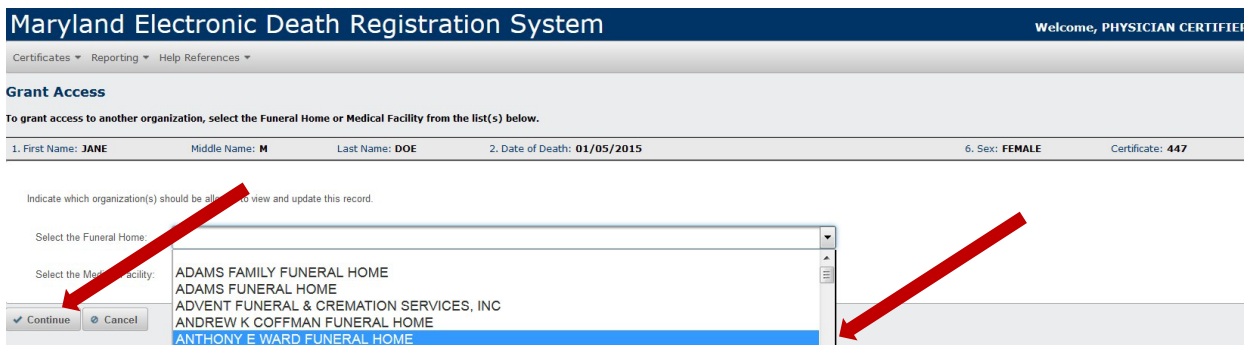 Maryland Electronic Death Registration System
Welcome, PHYSICIAN CERTIFIER
Certificates Reporting Help References
Grant Access
To grant access to another organization, select the Funeral Home or Medical Facility from the list(s) below.
1. First Name: JANE Middle Name: M Last Name: DOE 2. Date of Death: 01/05/2015 6. Sex: FEMALE Certificate: 447
Indicate which organization(s) should be allowed to view and update this record.
Select the Funeral Home:
Select the Medical Facility:
ADAMS FAMILY FUNERAL HOME
ADAMS FUNERAL HOME
ADVENT FUNERAL & CREMATION SERVICES, INC
ANDREW K COFFMAN FUNERAL HOME
ANTHONY E WARD FUNERAL HOME
Continue Cancel